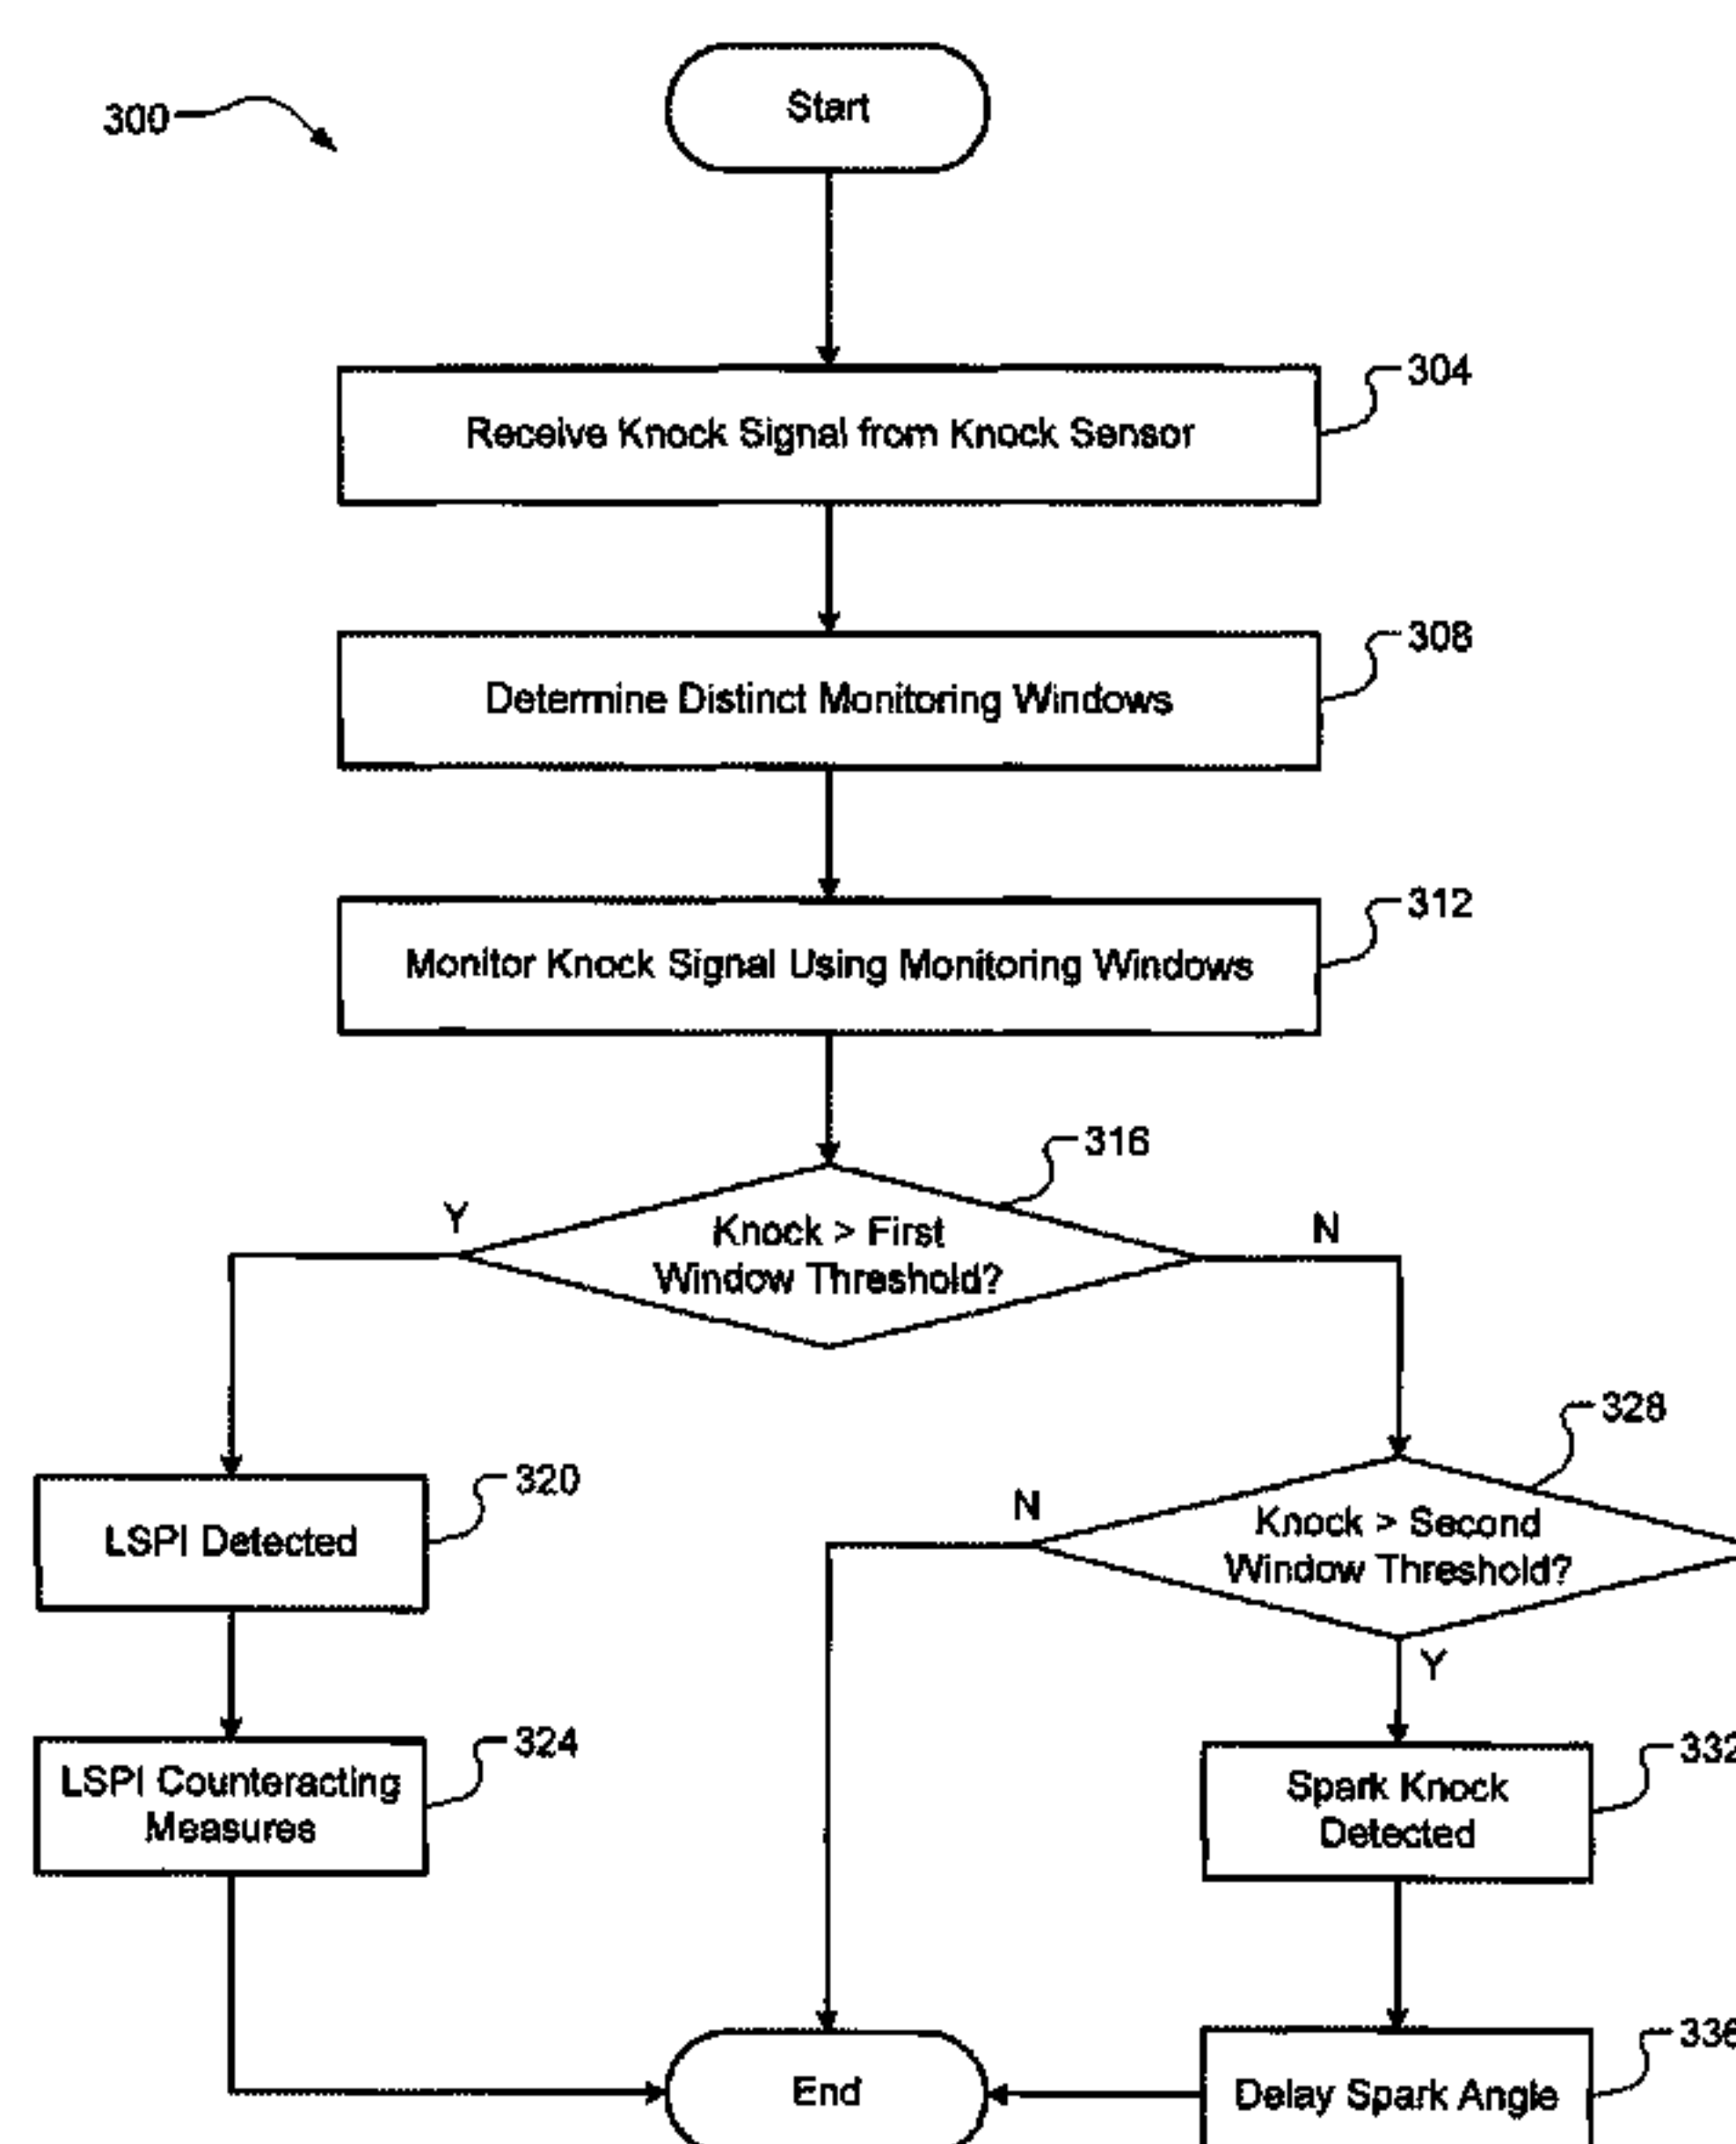 300
Start
304
Receive Knock Signal from Knock Sensor
308
Determine Distinct Monitoring Windows
312
Monitor Knock Signal Using Monitoring Windows
316
Y
Knock > First
Window Threshold?
N
328
320
LSPI Detected
N
Knock > Second
Window Threshold?
Y
324
LSPI Counteracting
Measures
332
Spark Knock
Detected
336
End
Delay Spark Angle